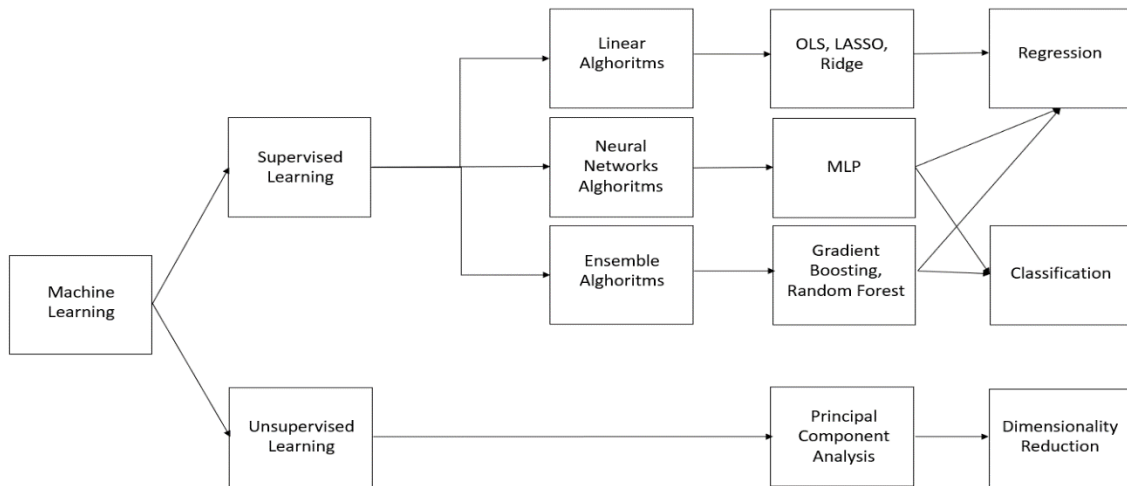 Linear
Alghoritms
OLS, LASSO,
Ridge
Regression
Supervised
Learning
Neural
Networks
Alghoritms
MLP
Ensemble
Algoritms
Gradient
Boosting,
Random Forest
Classification
Machine
Learning
Unsupervised
Learning
Principal
Component
Analysis
Dimensionality
Reduction